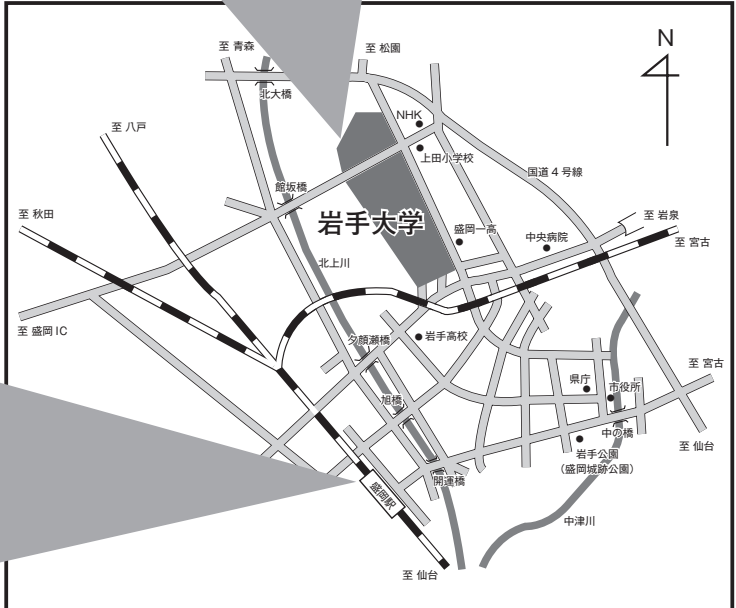 至 青森
至 松園
N
北大橋
NHK
至 八戸
上田小学校
国道4号線
館坂橋
至 秋田
岩手大学
至 岩泉
盛岡一高
中央病院
至 宮古
北上川
至 盛岡IC
夕顔瀬橋
岩手高校
至 宮古
県庁
市役所
旭橋
中の橋
至 仙台
岩手公園
(盛岡城跡公園)
開運橋
盛岡駅
中津川
至 仙台